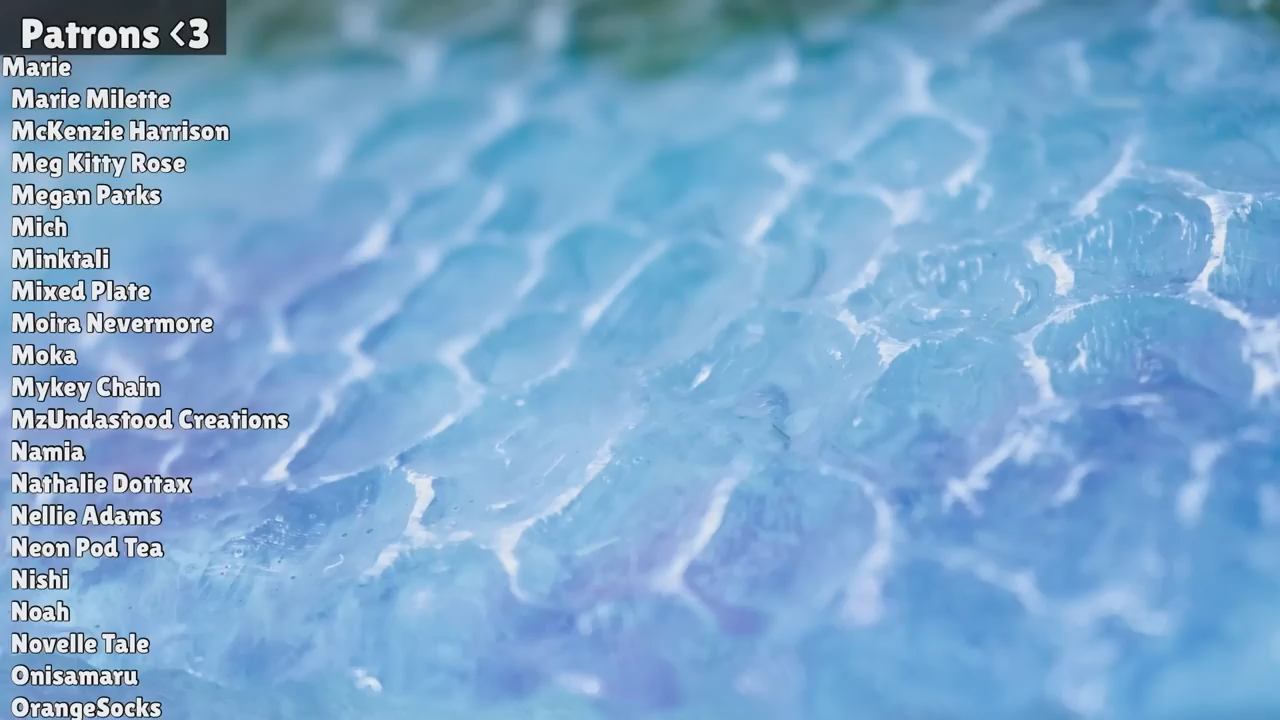 Patrons <3
Marie
Marie Milette
McKenzie Harrison
Meg Kitty Rose
Megan Parks
Mich
Minktali
Mixed Plate
Moira Nevermore
Moka
Mykey Chain
MzUndastood Creations
Namia
Nathalie Dottax
Nellie Adams
Neon Pod Tea
Nishi
Noah
Novelle Tale
Onisamaru
OrangeSocks